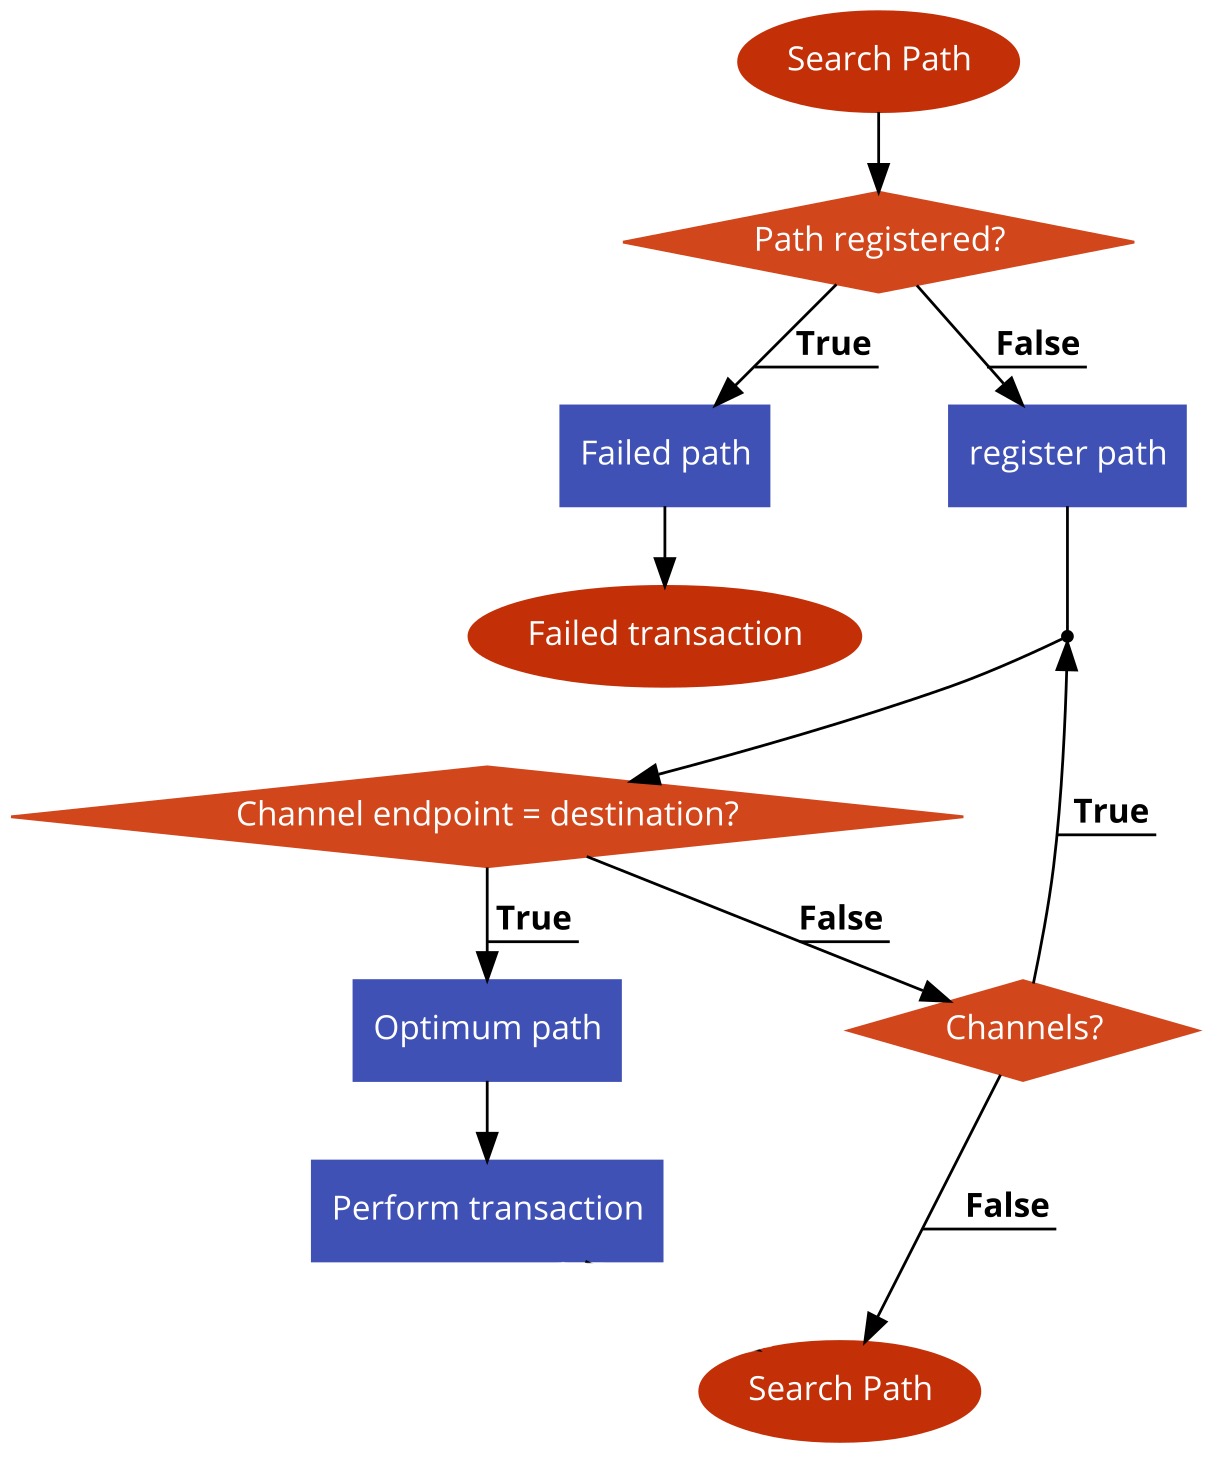 Search Path
Path registered?
True
False
Failed path
register path
Failed transaction
Channel endpoint = destination?
True
True
False
Optimum path
Channels?
Perform transaction
False
Search Path